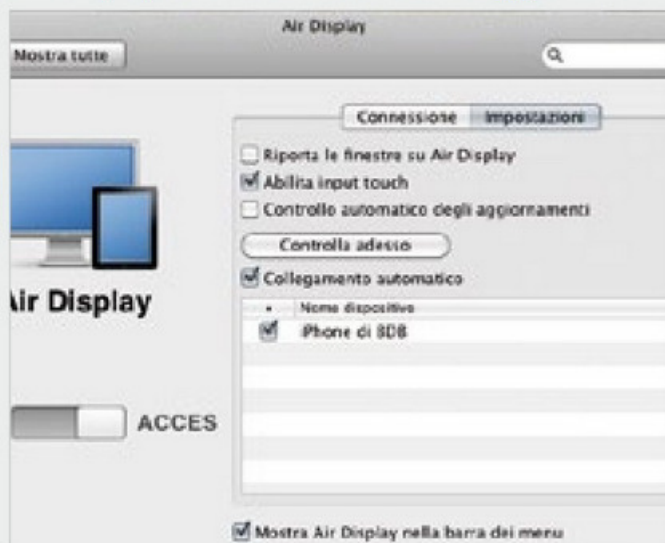 Air Display
Mostra tutte
Connessione Impostazioni
Riporta le finestre su Air Display
Abilita input touch
Controllo automatico degli aggiornamenti
Controlla adesso
Collegamento automatico
Nome dispositivo
iPhone di BDB
Air Display
ACCES
Mostra Air Display nella barra dei menu